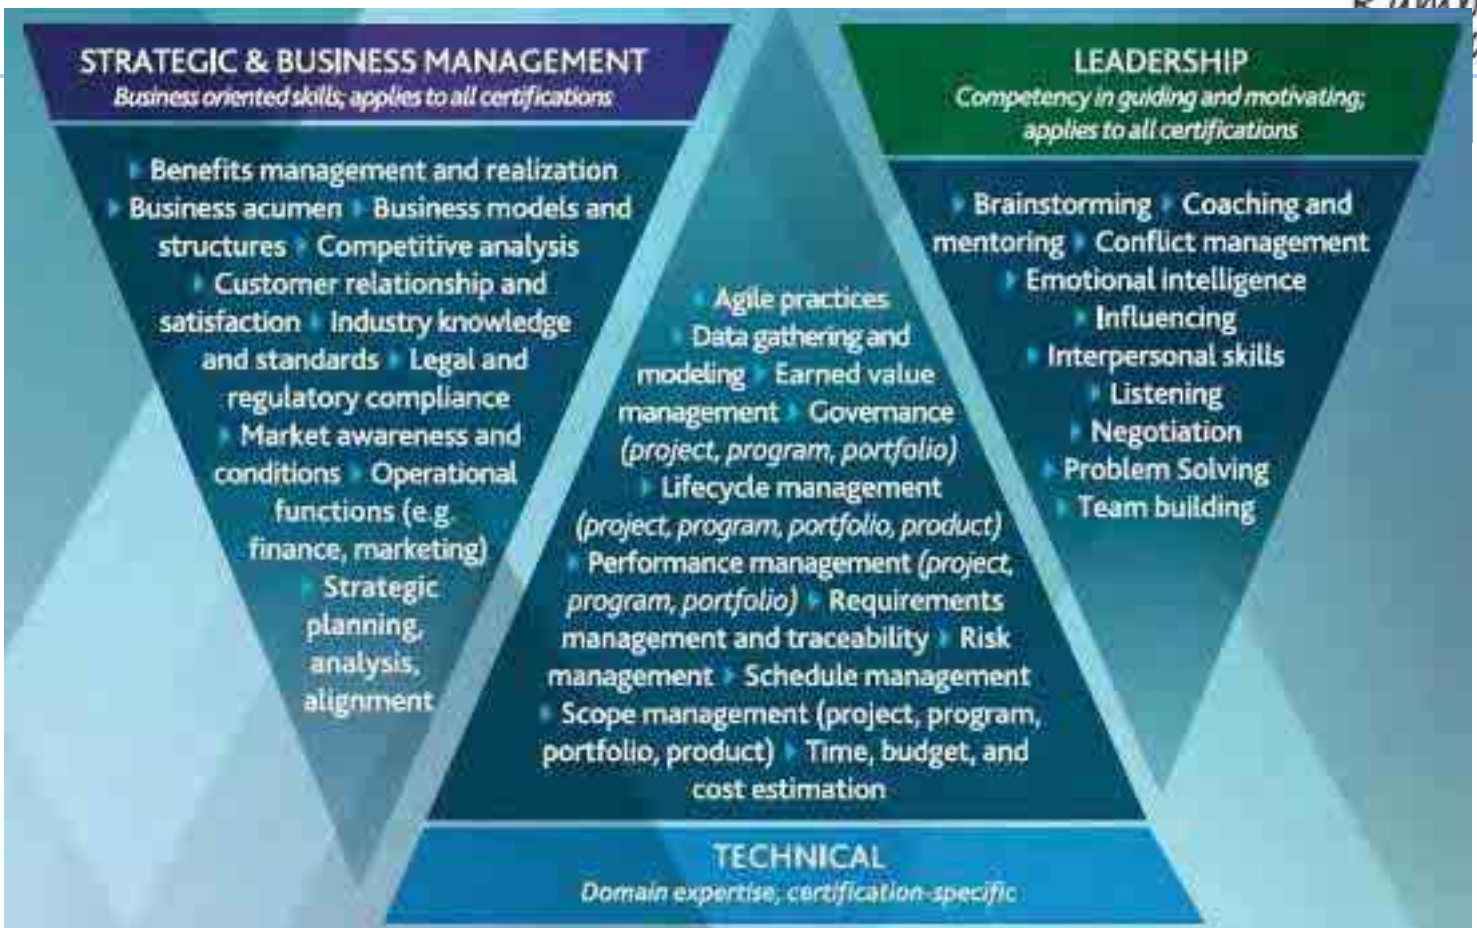 STRATEGIC & BUSINESS MANAGEMENT
Business oriented skills; applies to all certifications
Benefits management and realization
Business acumen Business models and
structures Competitive analysis
Customer relationship and
satisfaction Industry knowledge
and standards Legal and
regulatory compliance
Market awareness and
conditions Operational
functions (e.g.
finance, marketing)
Strategic
planning,
analysis,
alignment
Agile practices
Data gathering and
modeling Earned value
management Governance
(project, program, portfolio)
Lifecycle management
(project, program, portfolio, product)
Performance management (project,
program, portfolio) Requirements
management and traceability Risk
management Schedule management
Scope management (project, program,
portfolio, product) Time, budget, and
cost estimation
TECHNICAL
Domain expertise, certification-specific
LEADERSHIP
Competency in guiding and motivating;
applies to all certifications
Brainstorming Coaching and
mentoring Conflict management
Emotional intelligence
Influencing
Interpersonal skills
Listening
Negotiation
Problem Solving
Team building